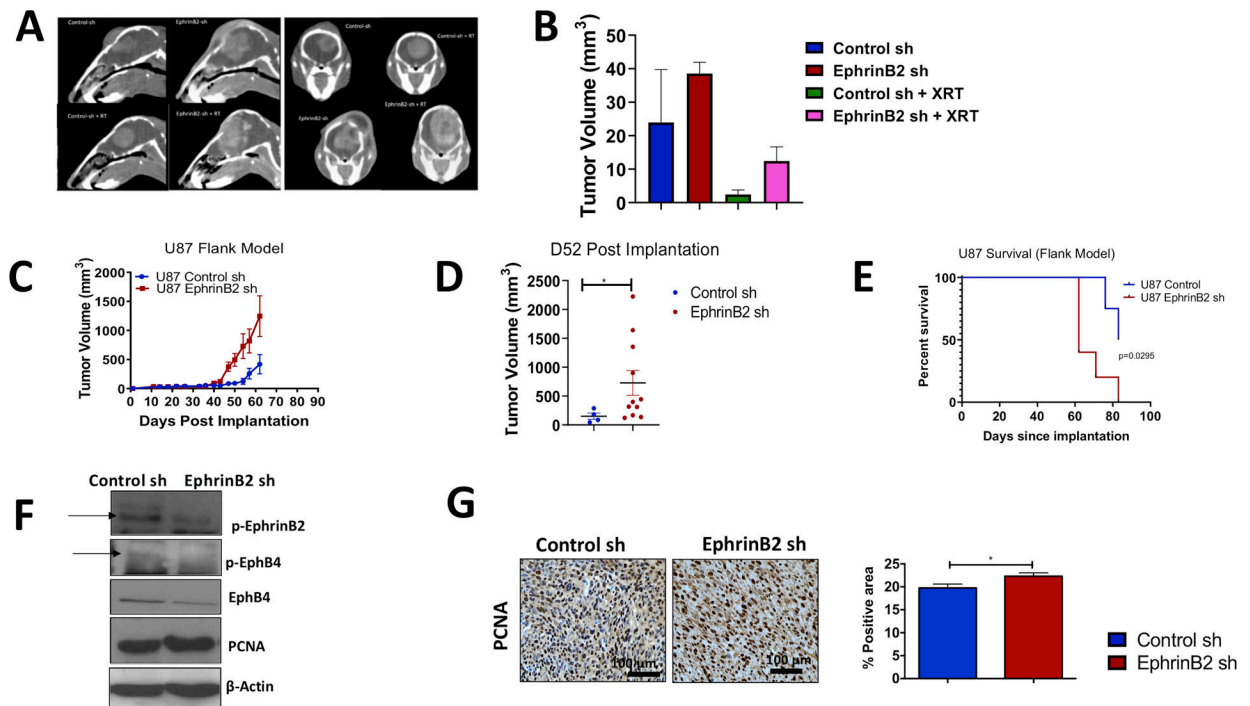 A
Control-sh
EphrinB2-sh
Control-sh
Control-sh + RT
Control-sh + RT
EphrinB2-sh + RT
EphrinB2-sh
EphrinB2-sh + RT
B
Tumor Volume (mm3)
60
40
20
10
0
Control sh
EphrinB2 sh
Control sh + XRT
EphrinB2 sh + XRT
C
U87 Flank Model
U87 Control sh
U87 EphrinB2 sh
Tumor Volume (mm3)
2000
1500
1000
500
0
0 10 20 30 40 50 60 70 80 90
Days Post Implantation
D
D52 Post Implantation
Tumor Volume (mm3)
2500
2000
1500
1000
500
0
*
Control sh
EphrinB2 sh
E
U87 Survival (Flank Model)
Percent survival
100
50
0
0 20 40 60 80 100
Days since implantation
U87 Control
U87 EphrinB2 sh
p=0.0295
F
Control sh EphrinB2 sh
p-EphrinB2
p-EphB4
EphB4
PCNA
β-Actin
G
Control sh EphrinB2 sh
PCNA
100 μm
100 μm
% Positive area
25
20
15
10
5
0
*
Control sh
EphrinB2 sh